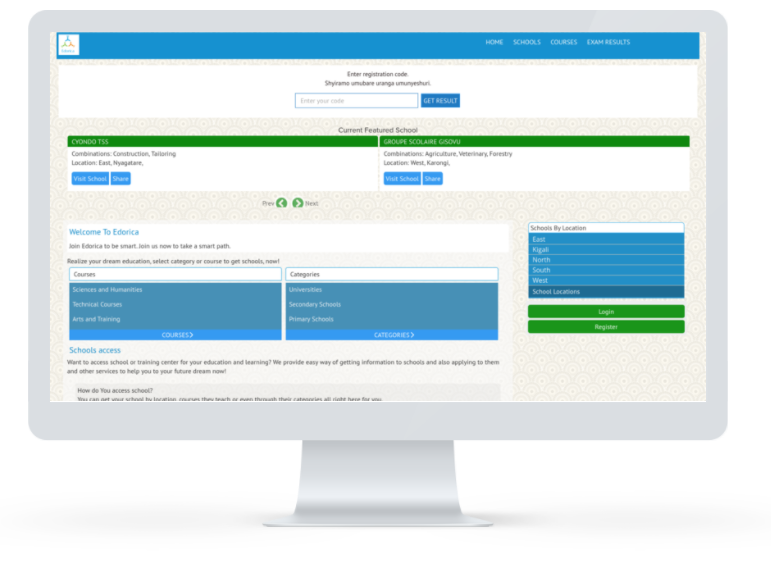 HOME SCHOOLS COURSES EXAM RESULTS
Enter registration code.
Shyiramo umubare uranga umunyeshuri.
Enter your code GET RESULT
Current Featured School
CYONDO TSS
Combinations: Construction, Tailoring
Location: East, Nyagatare,
Visit School Share
GROUPE SCOLAIRE GISOVU
Combinations: Agriculture, Veterinary, Forestry
Location: West, Karongi,
Visit School Share
Prev Next
Welcome To Edorica
Join Edorica to be smart. Join us now to take a smart path.
Realize your dream education, select category or course to get schools, now!
Courses
Sciences and Humanities
Technical Courses
Arts and Training
COURSES
Categories
Universities
Secondary Schools
Primary Schools
CATEGORIES
Schools access
Want to access school or training center for your education and learning? We provide easy way of getting information to schools and also applying to them
and other services to help you to your future dream now!
How do You access school?
You can get your school by location, courses they teach or even through their categories all right here for you.
Schools By Location
East
Kigali
North
South
West
School Locations
Login
Register